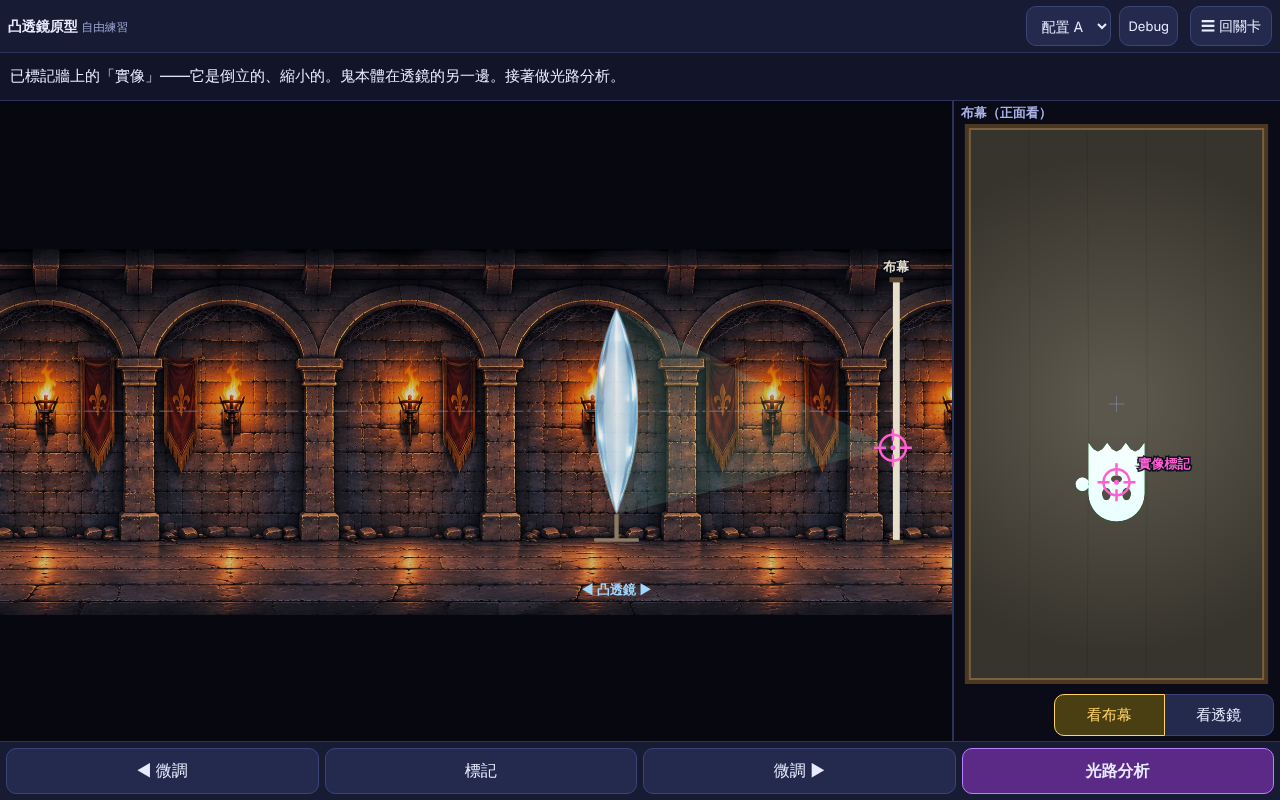 凸透鏡原型 自由練習
配置 A
Debug
☰ 回關卡
已標記牆上的「實像」——它是倒立的、縮小的。鬼本體在透鏡的另一邊。接著做光路分析。
布幕（正面看）
布幕
實像標記
◀ 凸透鏡 ▶
看布幕
看透鏡
◀ 微調
標記
微調 ▶
光路分析